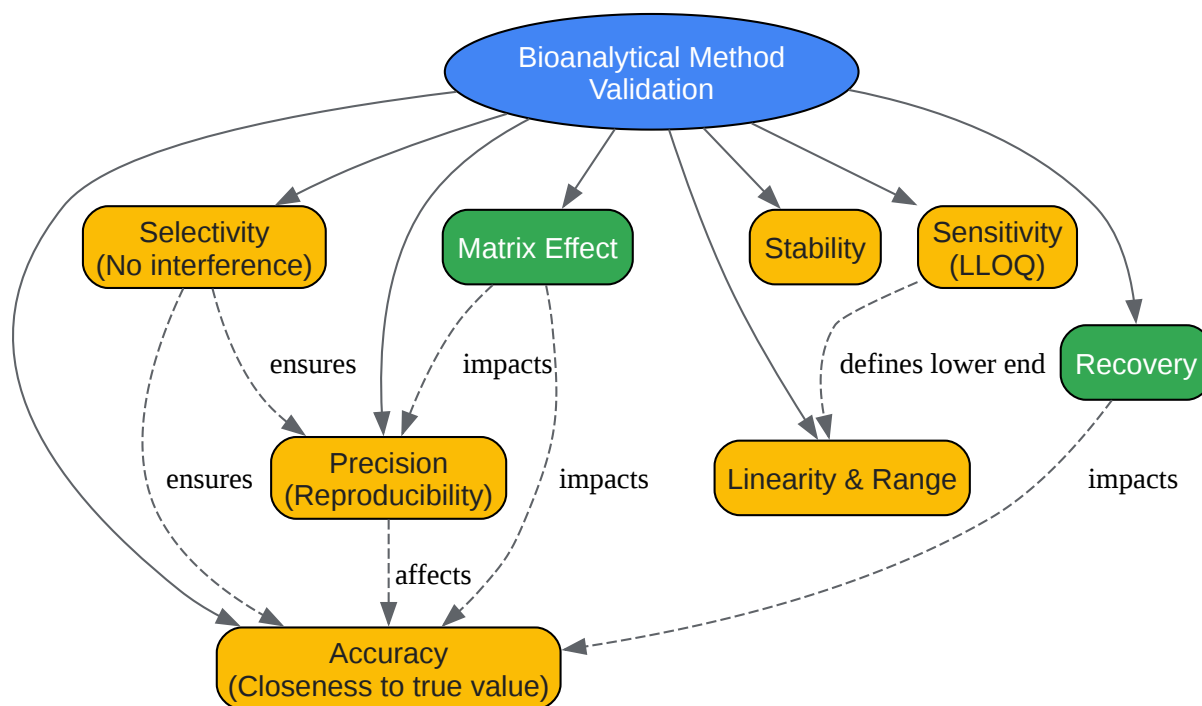 Bioanalytical Method
Validation
Selectivity
(No interference)
Matrix Effect
Stability
Sensitivity
(LLOQ)
ensures
impacts
defines lower end
Recovery
Precision
(Reproducibility)
Linearity & Range
ensures
impacts
impacts
affects
Accuracy
(Closeness to true value)